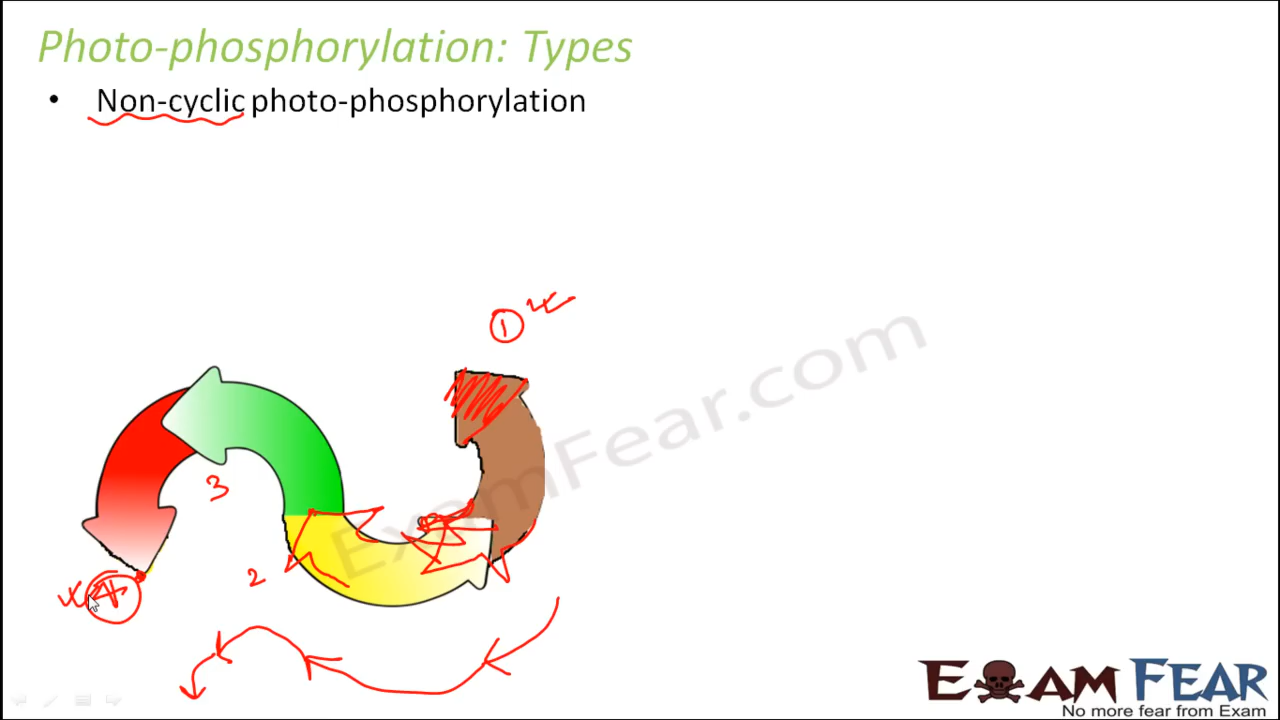 Photo-phosphorylation: Types
• Non-cyclic photo-phosphorylation
1
ExamFear.com
3
2
4
EXAM FEAR
No more fear from Exam